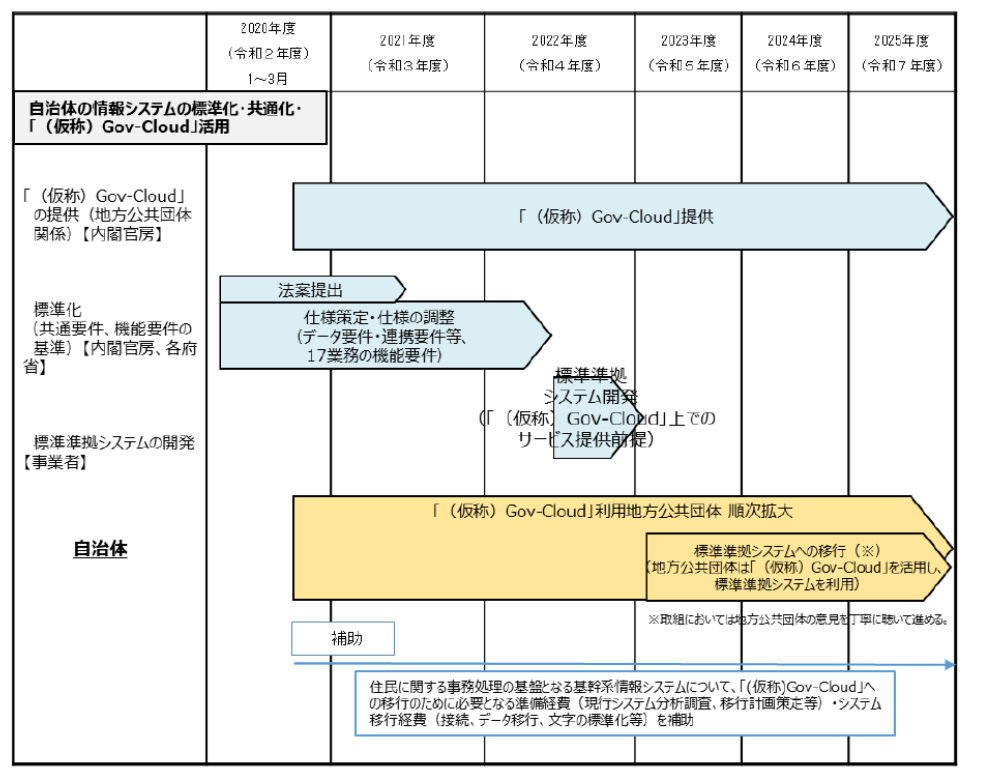 2020年度
(令和２年度)
1～3月
2021年度
(令和３年度)
2022年度
(令和４年度)
2023年度
(令和５年度)
2024年度
(令和６年度)
2025年度
(令和７年度)
自治体の情報システムの標準化・共通化・
「（仮称）Gov-Cloud」活用
「（仮称）Gov-Cloud」
の提供（地方公共団体
関係）【内閣官房】
「（仮称）Gov-Cloud」提供
標準化
（共通要件、機能要件の
基準）【内閣官房、各府
省】
法案提出
仕様策定・仕様の調整
（データ要件・連携要件等、
17業務の機能要件）
標準準拠
システム開発
（「（仮称）Gov-Cloud」上での
サービス提供前提）
標準準拠システムの開発
【事業者】
自治体
「（仮称）Gov-Cloud」利用地方公共団体 順次拡大
標準準拠システムへの移行（※）
（地方公共団体は「（仮称）Gov-Cloud」を活用し、
標準準拠システムを利用）
※取組においては地方公共団体の意見を丁寧に聴いて進める。
補助
住民に関する事務処理の基盤となる基幹系情報システムについて、「(仮称)Gov-Cloud」へ
の移行のために必要となる準備経費（現行システム分析調査、移行計画策定等）・システム
移行経費（接続、データ移行、文字の標準化等）を補助